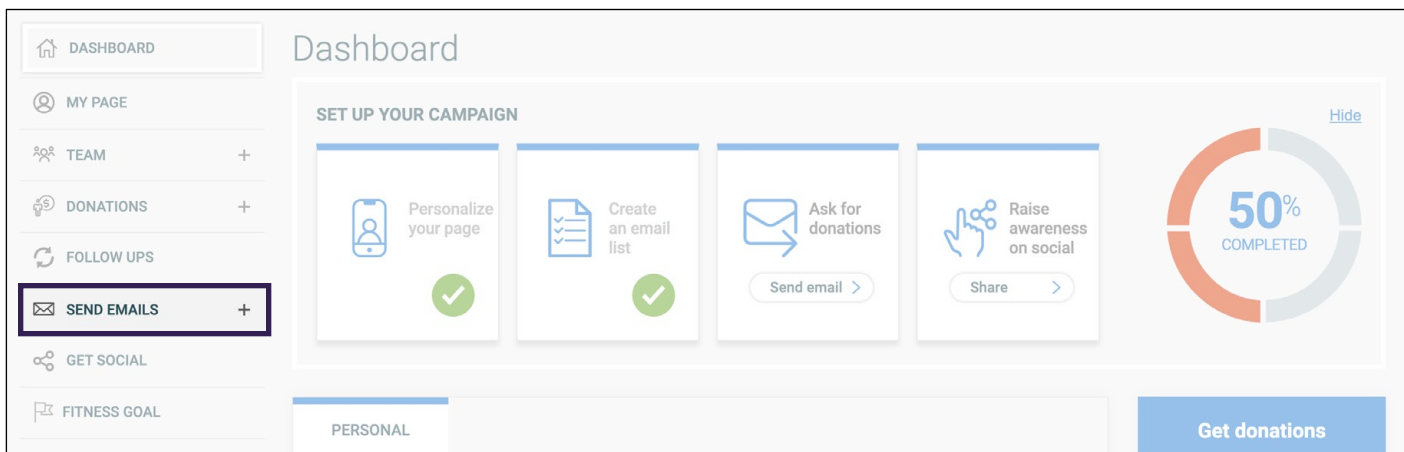 DASHBOARD
MY PAGE
TEAM +
DONATIONS +
FOLLOW UPS
SEND EMAILS +
GET SOCIAL
FITNESS GOAL
Dashboard
SET UP YOUR CAMPAIGN
Hide
Personalize
your page
Create
an email
list
Ask for
donations
Send email >
Raise
awareness
on social
Share >
50%
COMPLETED
PERSONAL
Get donations